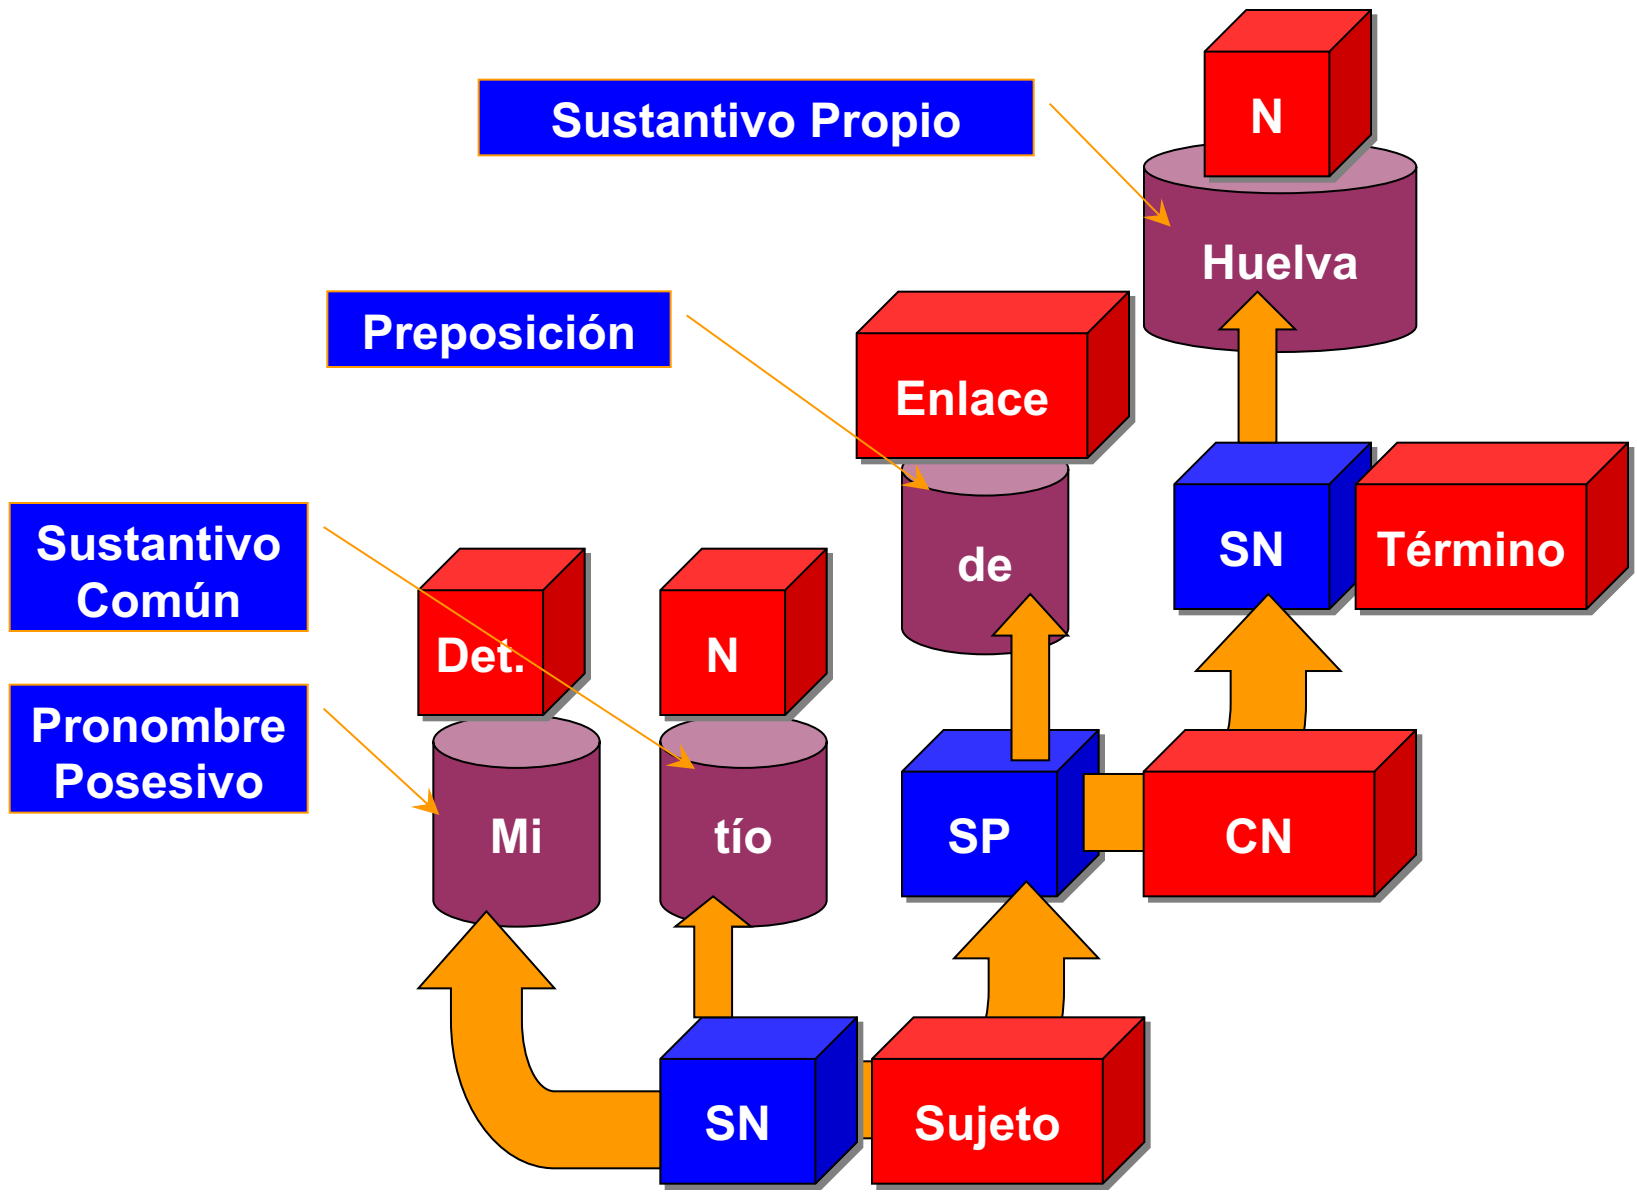 N
Sustantivo Propio
Huelva
Preposición
Enlace
Sustantivo
Común
de
SN
Término
Det.
N
Pronombre
Posesivo
Mi
tío
SP
CN
SN
Sujeto